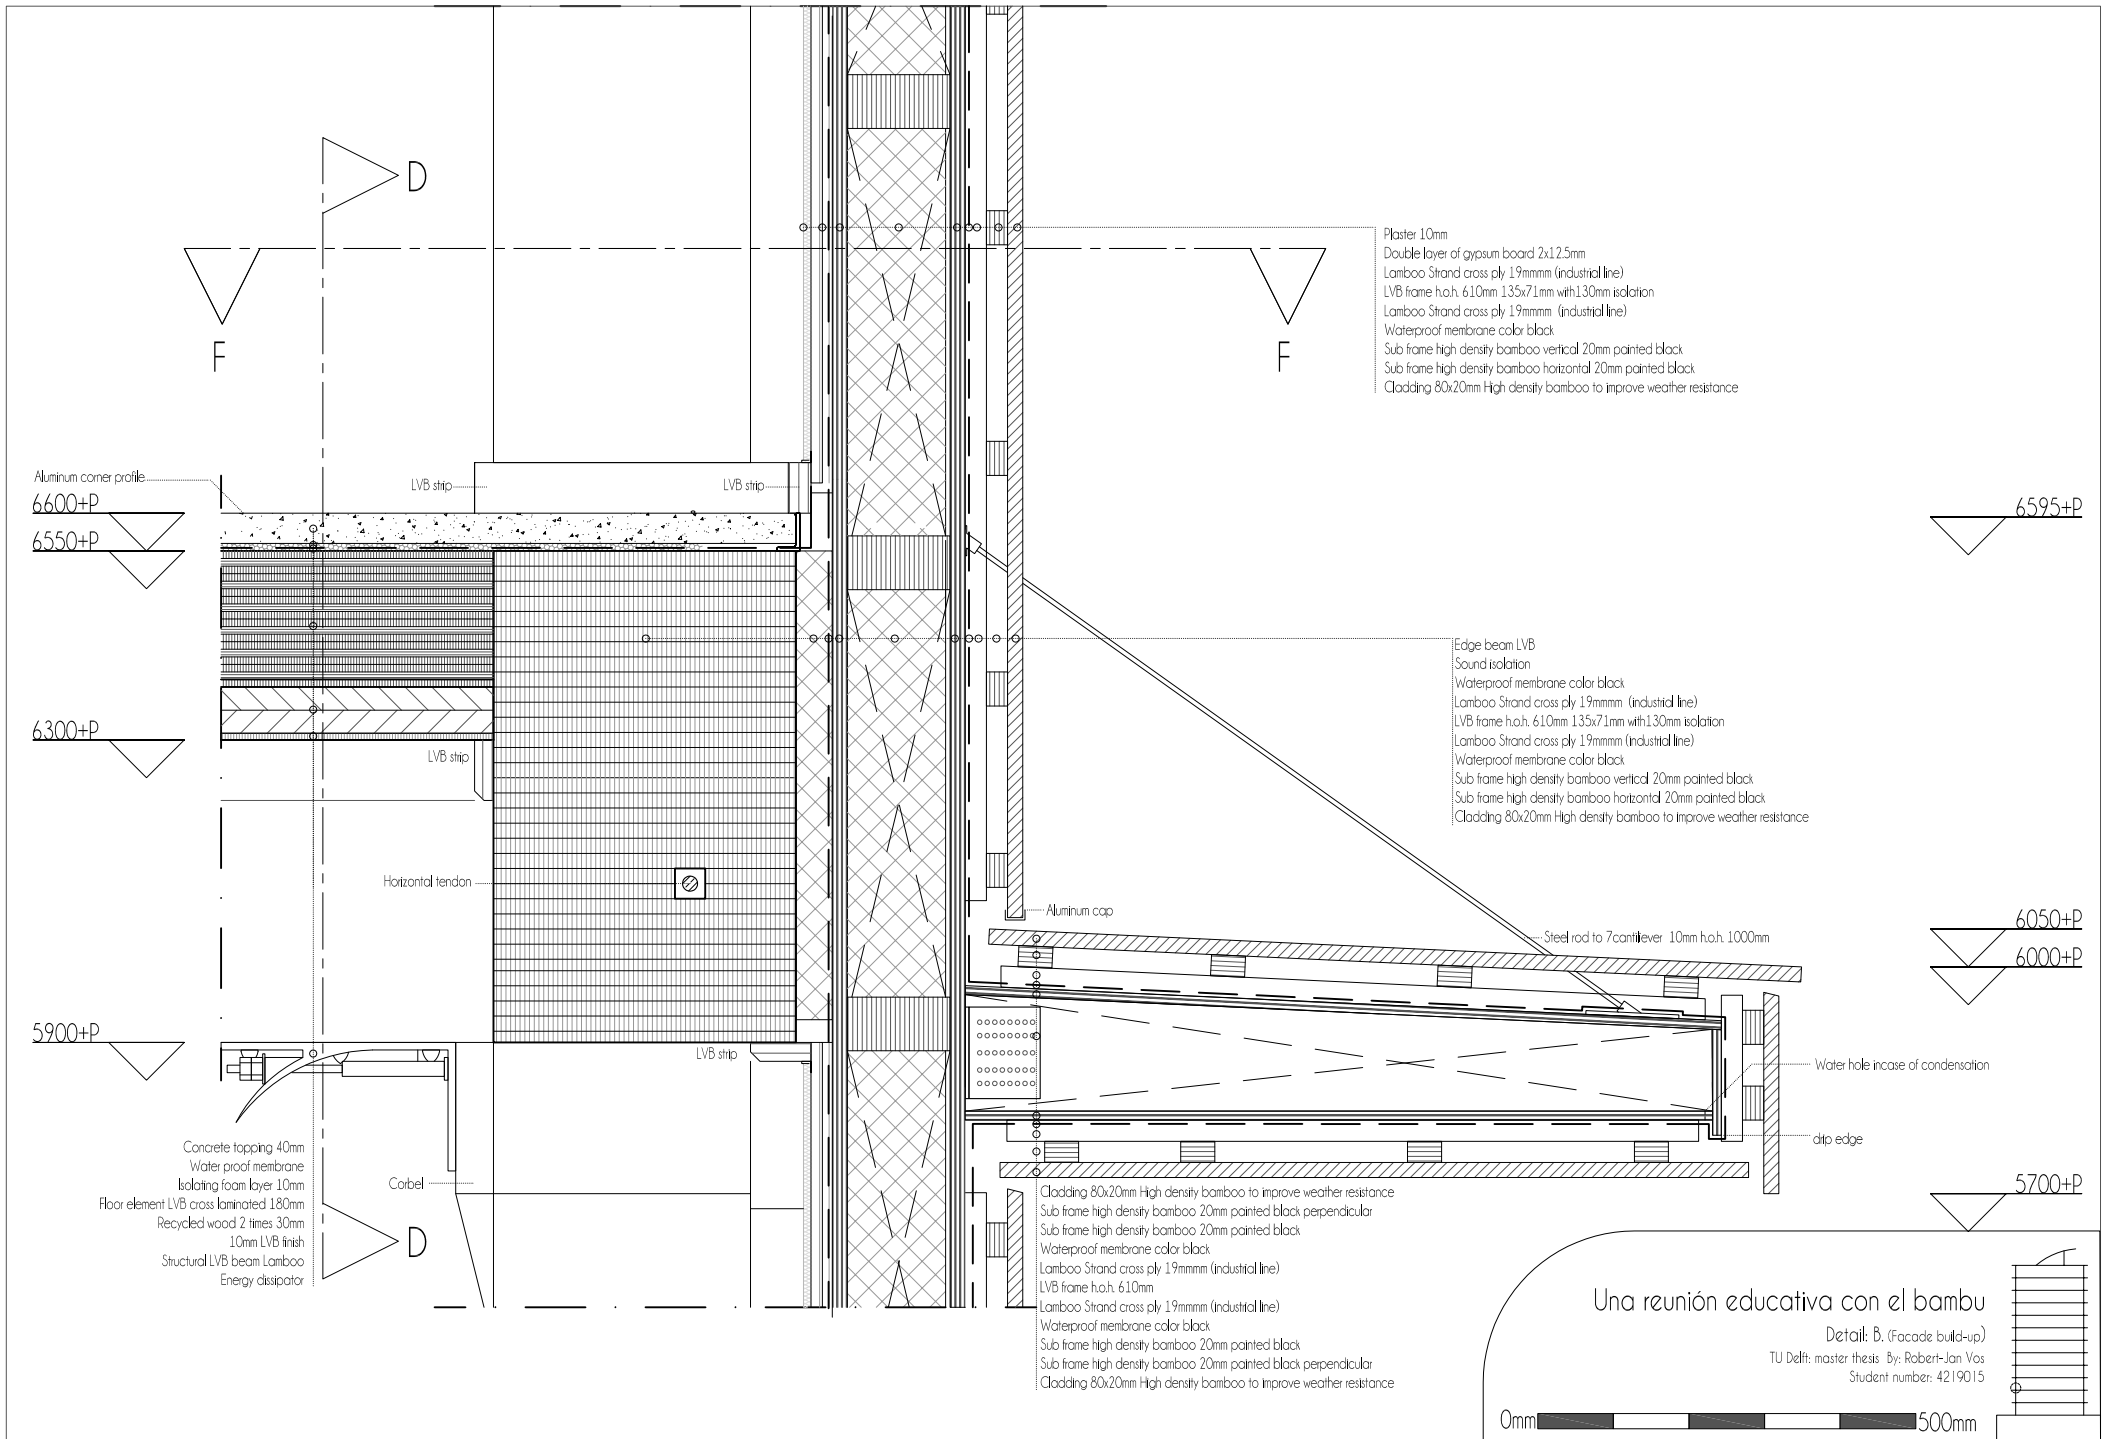 D
F
F
Plaster 10mm
Double layer of gypsum board 2x12.5mm
Lamboo Strand cross ply 19mmmm (industrial line)
LVB frame h.o.h. 610mm 135x71mm with130mm isolation
Lamboo Strand cross ply 19mmmm (industrial line)
Waterproof membrane color black
Sub frame high density bamboo vertical 20mm painted black
Sub frame high density bamboo horizontal 20mm painted black
Cladding 80x20mm High density bamboo to improve weather resistance
Aluminum corner profile
6600+P
6550+P
LVB strip
LVB strip
6595+P
Edge beam LVB
Sound isolation
Waterproof membrane color black
Lamboo Strand cross ply 19mmmm (industrial line)
LVB frame h.o.h. 610mm 135x71mm with130mm isolation
Lamboo Strand cross ply 19mmmm (industrial line)
Waterproof membrane color black
Sub frame high density bamboo vertical 20mm painted black
Sub frame high density bamboo horizontal 20mm painted black
Cladding 80x20mm High density bamboo to improve weather resistance
6300+P
LVB strip
Horizontal tendon
Aluminum cap
Steel rod to 7cantilever 10mm h.o.h. 1000mm
6050+P
6000+P
5900+P
LVB strip
Water hole incase of condensation
drip edge
Corbel
5700+P
Concrete topping 40mm
Water proof membrane
Isolating foam layer 10mm
Floor element LVB cross laminated 180mm
Recycled wood 2 times 30mm
10mm LVB finish
Structural LVB beam Lamboo
Energy dissipator
D
Cladding 80x20mm High density bamboo to improve weather resistance
Sub frame high density bamboo 20mm painted black perpendicular
Sub frame high density bamboo 20mm painted black
Waterproof membrane color black
Lamboo Strand cross ply 19mmmm (industrial line)
LVB frame h.o.h. 610mm
Lamboo Strand cross ply 19mmmm (industrial line)
Waterproof membrane color black
Sub frame high density bamboo 20mm painted black
Sub frame high density bamboo 20mm painted black perpendicular
Cladding 80x20mm High density bamboo to improve weather resistance
Una reunión educativa con el bambu
Detail: B. (Facade build-up)
TU Delft: master thesis By: Robert-Jan Vos
Student number: 4219015
0mm 500mm